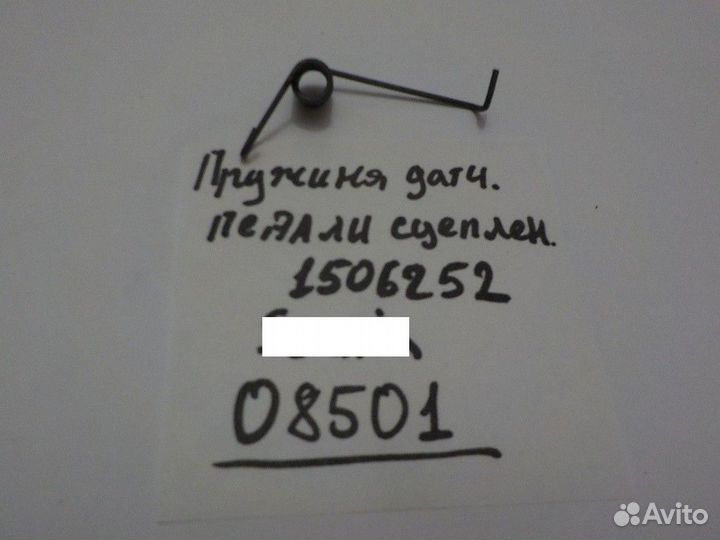 Пружиня датч.
педали сцеплен.
1506252
08501
Avito